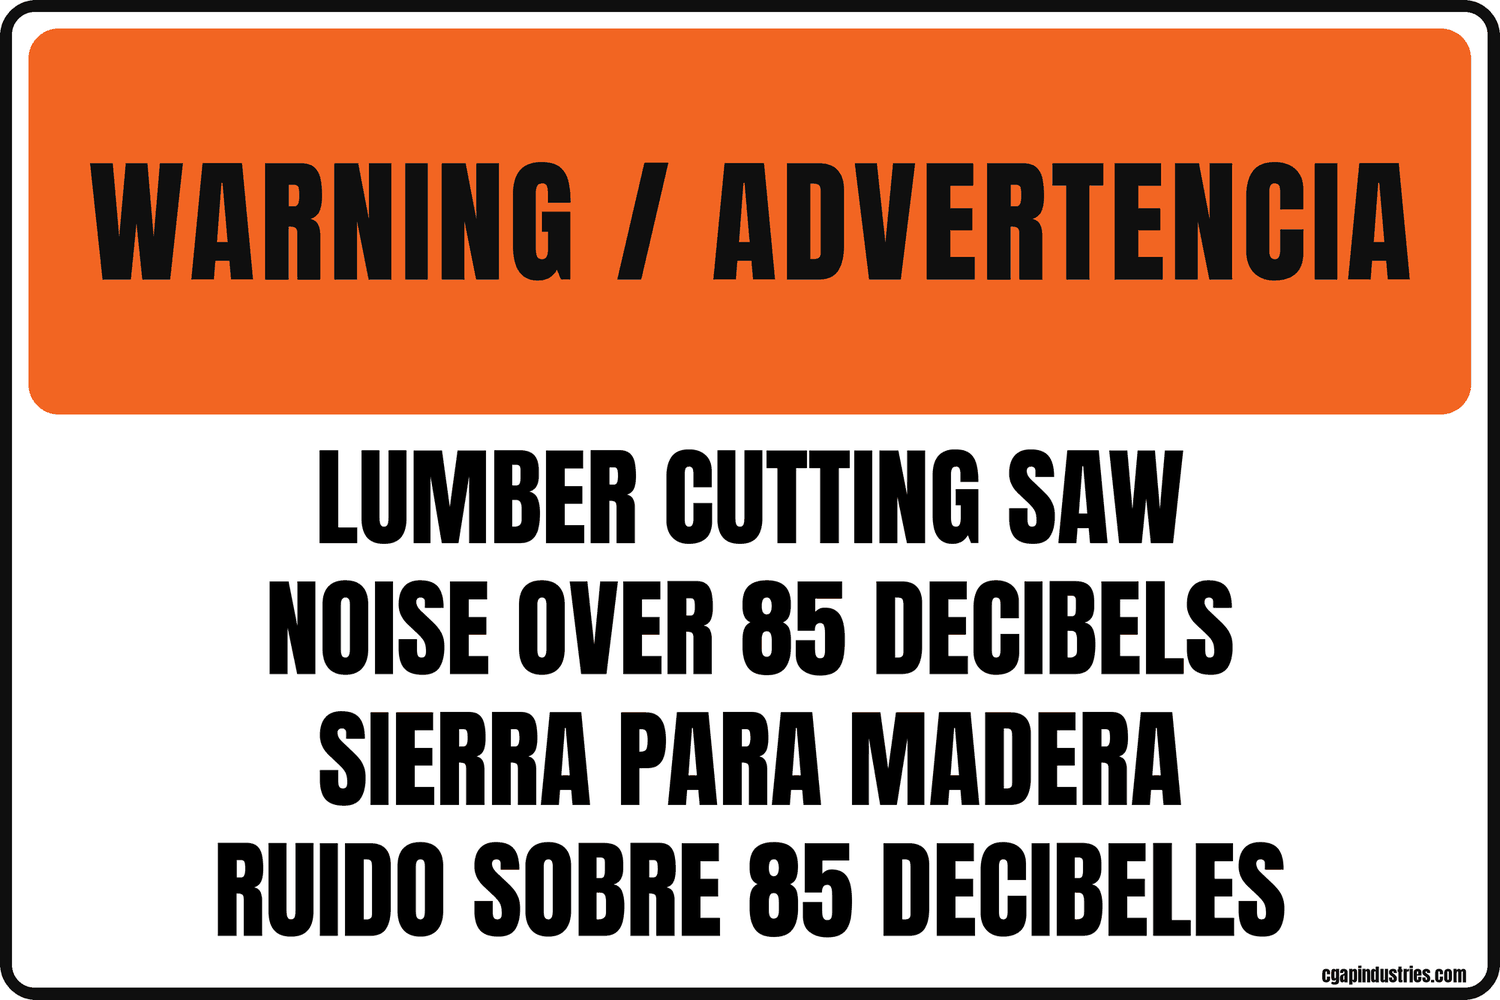 WARNING / ADVERTENCIA
LUMBER CUTTING SAW
NOISE OVER 85 DECIBELS
SIERRA PARA MADERA
RUIDO SOBRE 85 DECIBELES
cgapindustries.com